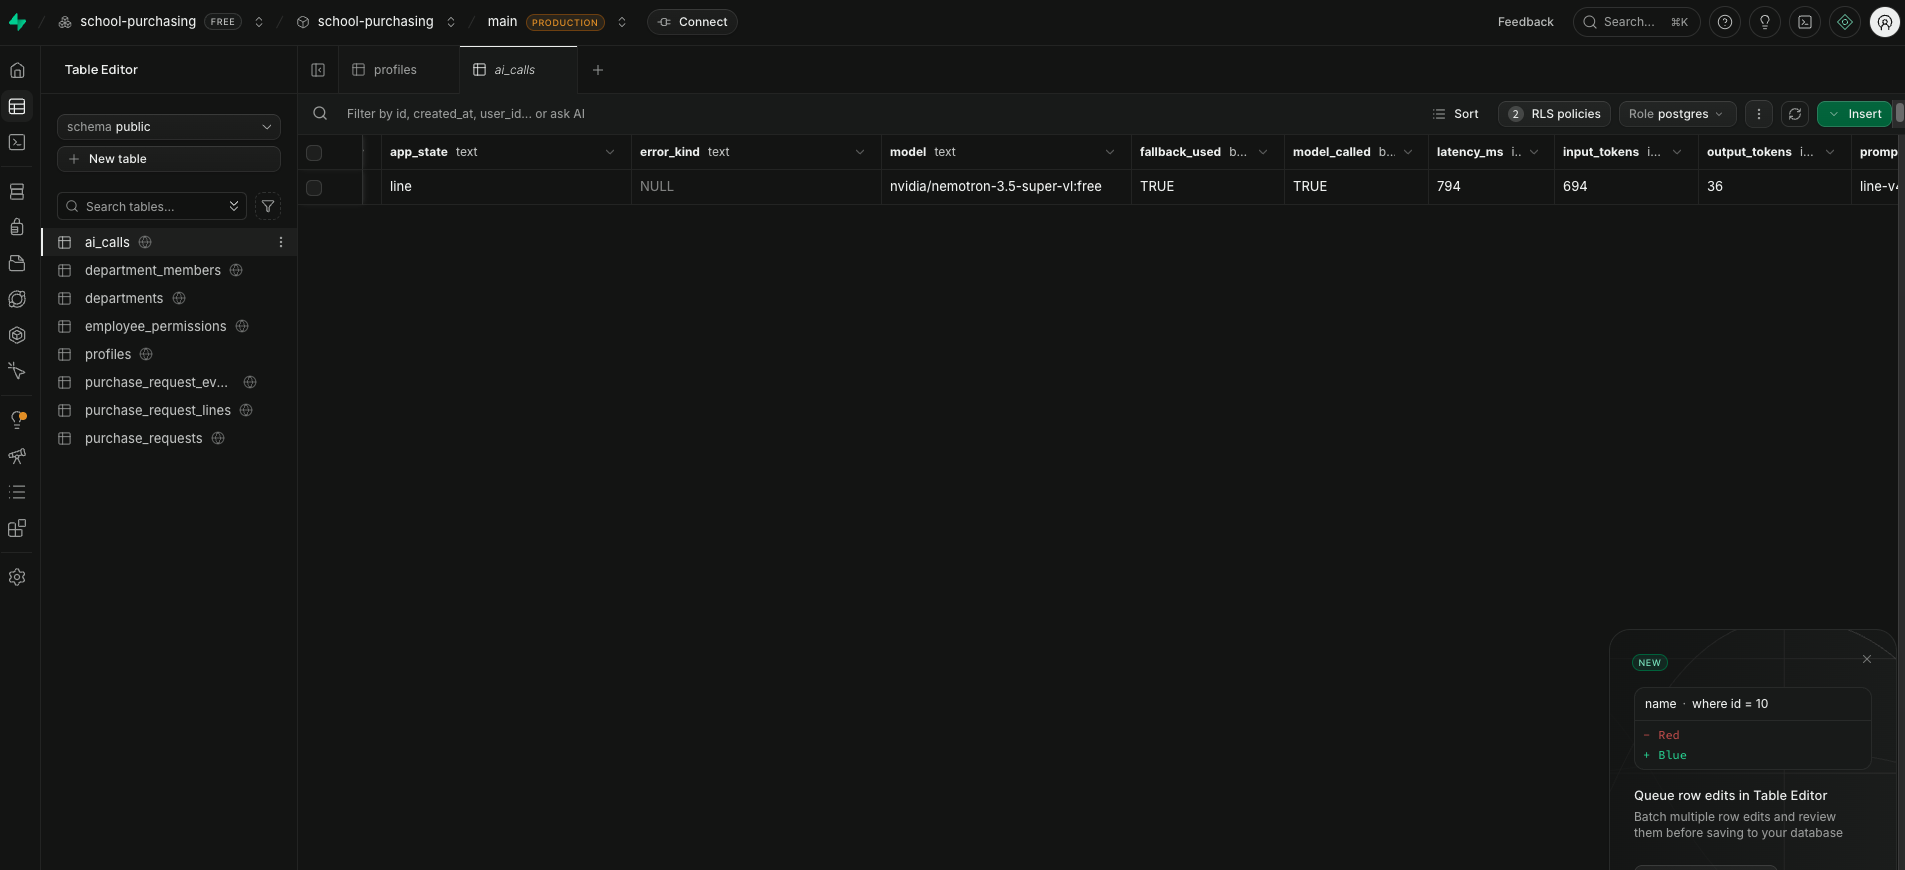 school-purchasing FREE school-purchasing main PRODUCTION Connect Feedback Search... ⌘K
Table Editor profiles ai_calls
schema public
New table
Search tables...
ai_calls
department_members
departments
employee_permissions
profiles
purchase_request_ev...
purchase_request_lines
purchase_requests
Filter by id, created_at, user_id... or ask AI Sort 2 RLS policies Role postgres Insert
app_state text error_kind text model text fallback_used b... model_called b... latency_ms i.. input_tokens i... output_tokens i... promp
line NULL nvidia/nemotron-3.5-super-vl:free TRUE TRUE 794 694 36 line-v4
NEW
name · where id = 10
- Red
+ Blue
Queue row edits in Table Editor
Batch multiple row edits and review
them before saving to your database